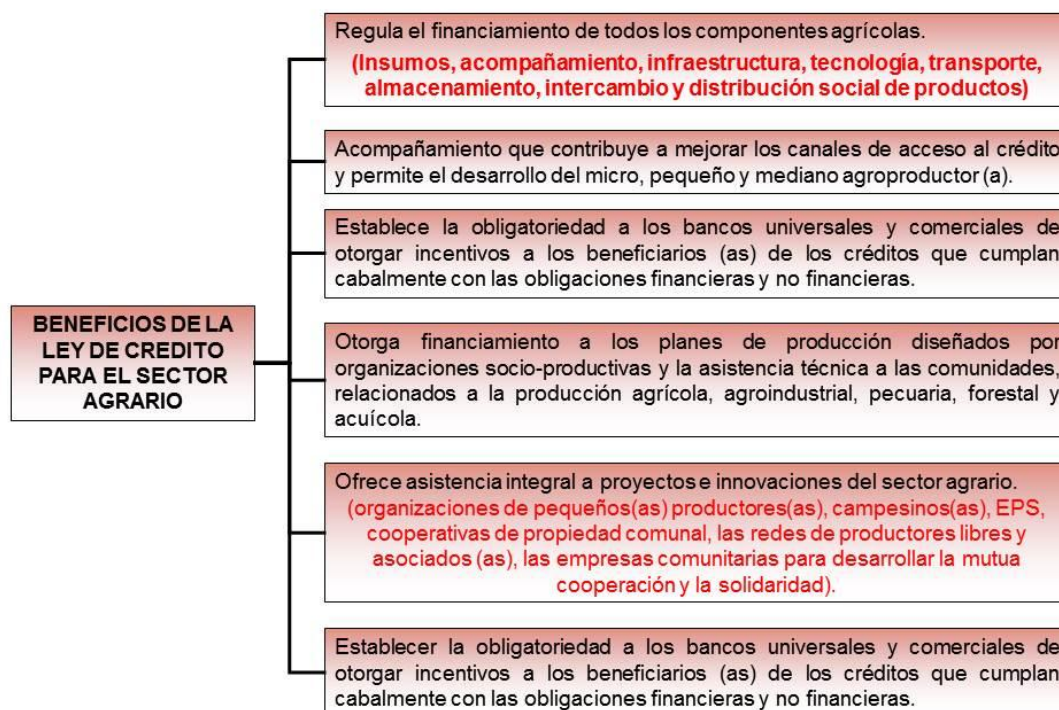 Regula el financiamiento de todos los componentes agrícolas.
(Insumos, acompañamiento, infraestructura, tecnología, transporte,
almacenamiento, intercambio y distribución social de productos)
Acompañamiento que contribuye a mejorar los canales de acceso al crédito
y permite el desarrollo del micro, pequeño y mediano agroproductor (a).
Establece la obligatoriedad a los bancos universales y comerciales de
otorgar incentivos a los beneficiarios (as) de los créditos que cumplan
cabalmente con las obligaciones financieras y no financieras.
BENEFICIOS DE LA
LEY DE CREDITO
PARA EL SECTOR
AGRARIO
Otorga financiamiento a los planes de producción diseñados por
organizaciones socio-productivas y la asistencia técnica a las comunidades,
relacionados a la producción agrícola, agroindustrial, pecuaria, forestal y
acuícola.
Ofrece asistencia integral a proyectos e innovaciones del sector agrario.
(organizaciones de pequeños(as) productores(as), campesinos(as), EPS,
cooperativas de propiedad comunal, las redes de productores libres y
asociados (as), las empresas comunitarias para desarrollar la mutua
cooperación y la solidaridad).
Establecer la obligatoriedad a los bancos universales y comerciales de
otorgar incentivos a los beneficiarios (as) de los créditos que cumplan
cabalmente con las obligaciones financieras y no financieras.